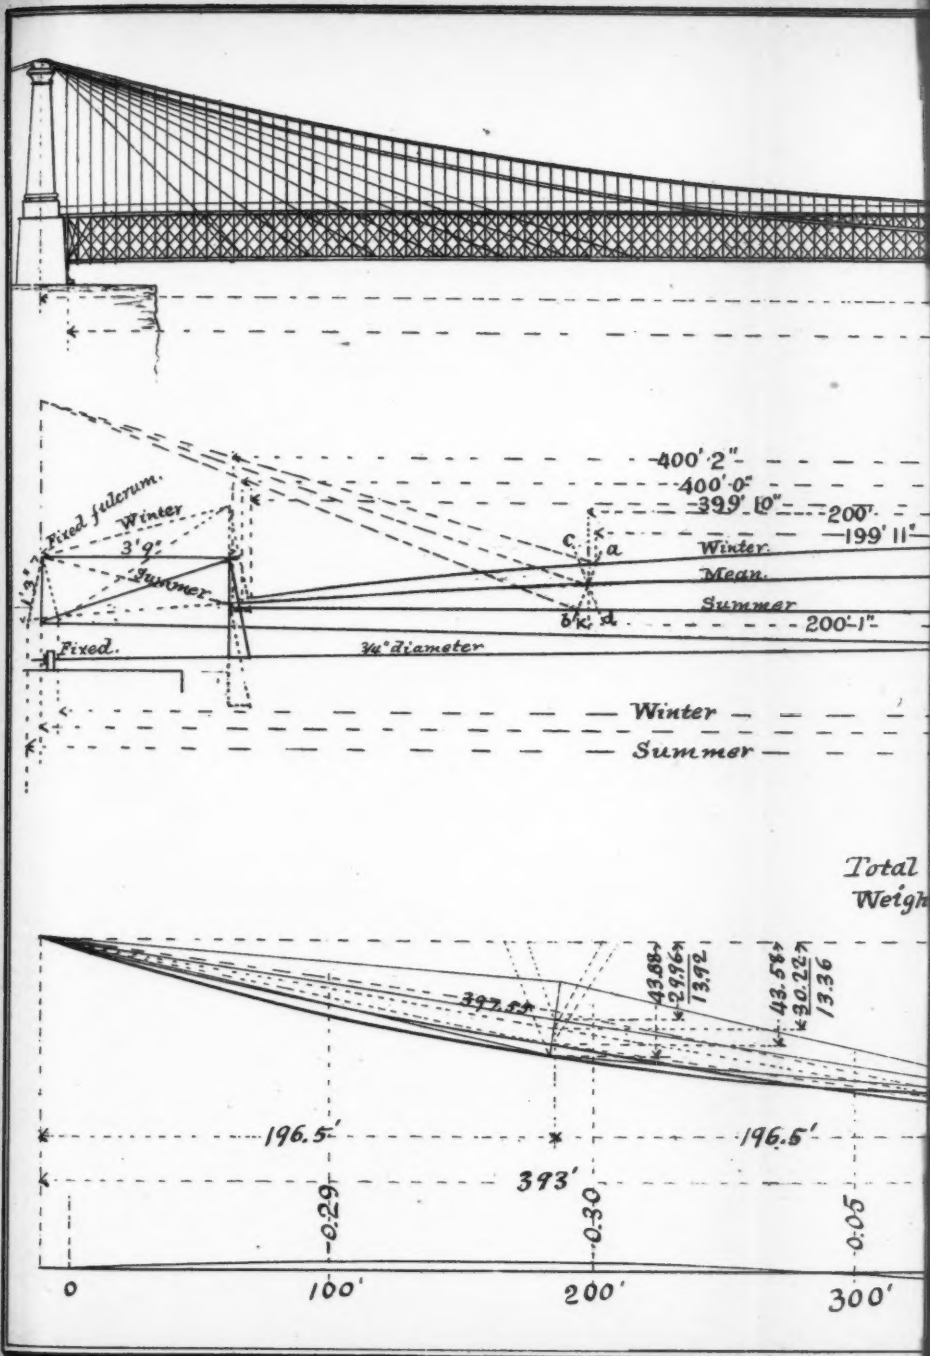 400' 2"
400' 0"
399' 10"
200'
199' 11"
Fixed fulcrum.
Winter
3' 9"
Summer
1' 3"
c
a
Winter.
Mean.
Summer
b K d
200' 1"
Fixed.
3/4" diameter
Winter
Summer
Total
Weigh
397.55
43.88
29.96
13.92
43.58
30.22
13.36
196.5'
196.5'
393'
0.29
0.30
0.05
0
100'
200'
300'